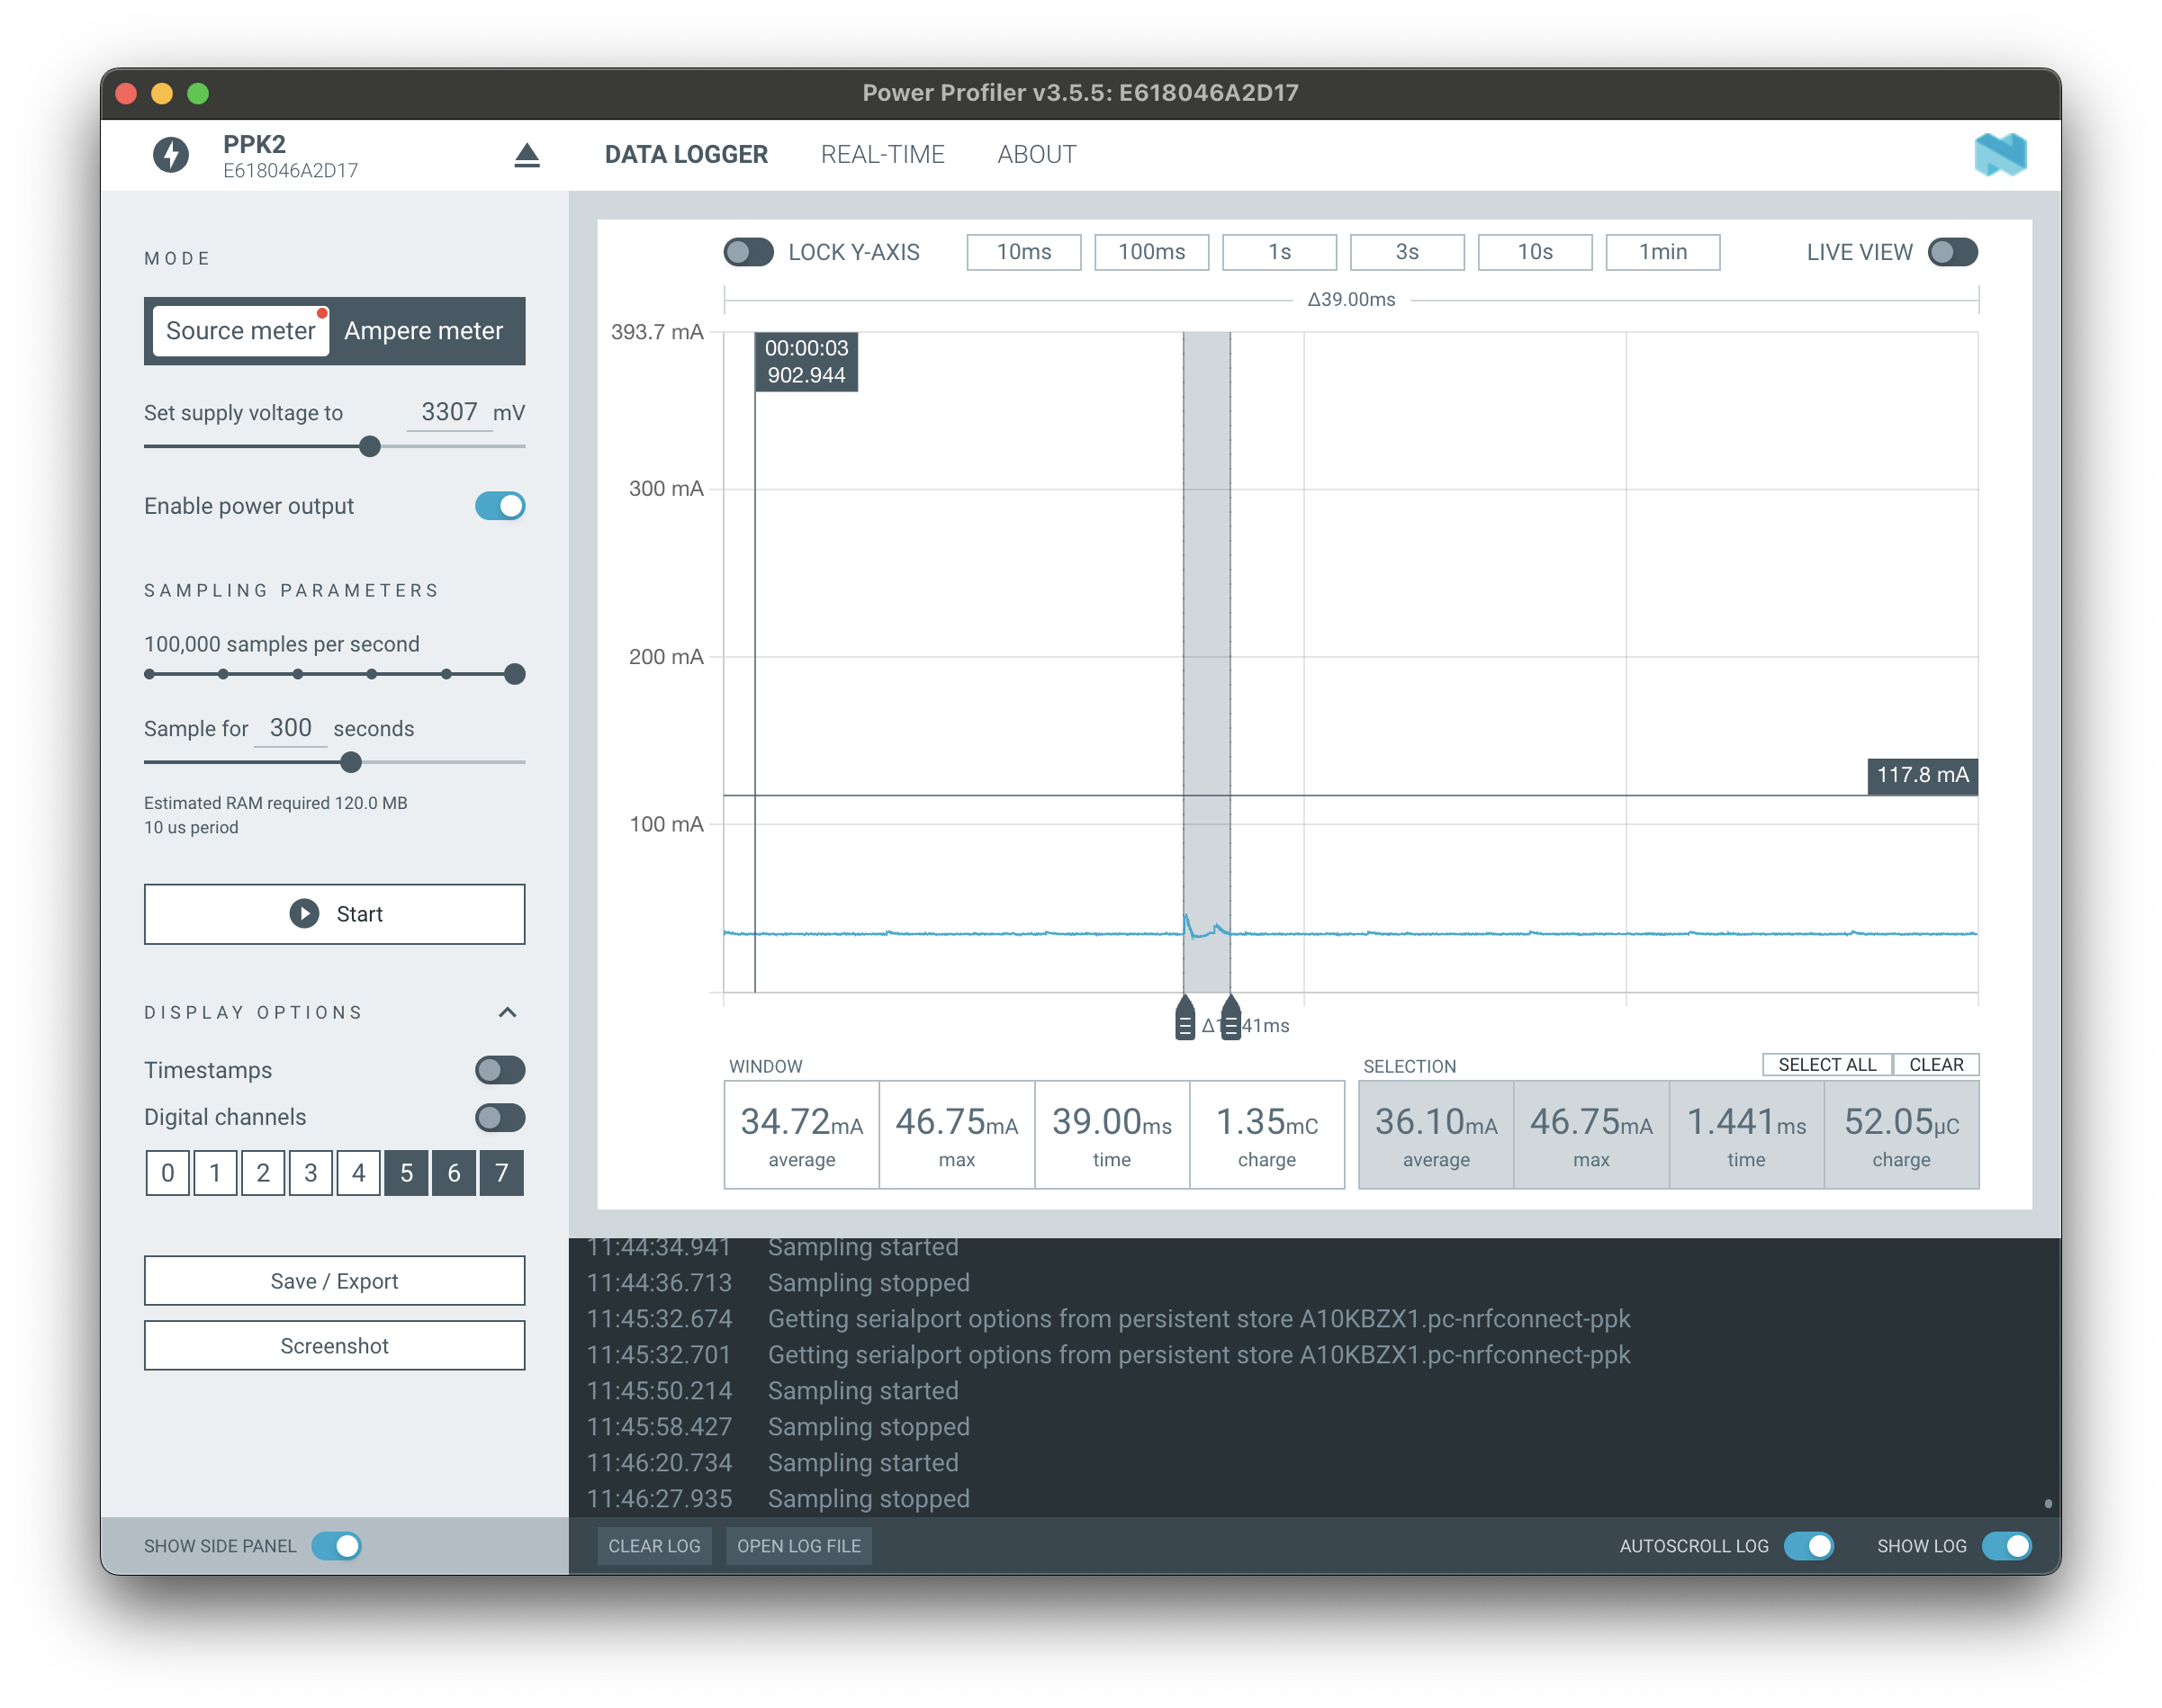 Power Profiler v3.5.5: E618046A2D17
PPK2
E618046A2D17
DATA LOGGER REAL-TIME ABOUT
MODE
Source meter Ampere meter
Set supply voltage to 3307 mV
Enable power output
SAMPLING PARAMETERS
100,000 samples per second
Sample for 300 seconds
Estimated RAM required 120.0 MB
10 us period
Start
DISPLAY OPTIONS
Timestamps
Digital channels
0 1 2 3 4 5 6 7
Save / Export
Screenshot
SHOW SIDE PANEL
LOCK Y-AXIS 10ms 100ms 1s 3s 10s 1min LIVE VIEW
Δ39.00ms
393.7 mA
00:00:03
902.944
300 mA
200 mA
117.8 mA
100 mA
Δ1 41ms
WINDOW
34.72mA 46.75mA 39.00ms 1.35mC
average max time charge
SELECTION SELECT ALL CLEAR
36.10mA 46.75mA 1.441ms 52.05μC
average max time charge
11:44:34.941 Sampling started
11:44:36.713 Sampling stopped
11:45:32.674 Getting serialport options from persistent store A10KBZX1.pc-nrfconnect-ppk
11:45:32.701 Getting serialport options from persistent store A10KBZX1.pc-nrfconnect-ppk
11:45:50.214 Sampling started
11:45:58.427 Sampling stopped
11:46:20.734 Sampling started
11:46:27.935 Sampling stopped
CLEAR LOG OPEN LOG FILE AUTOSCROLL LOG SHOW LOG